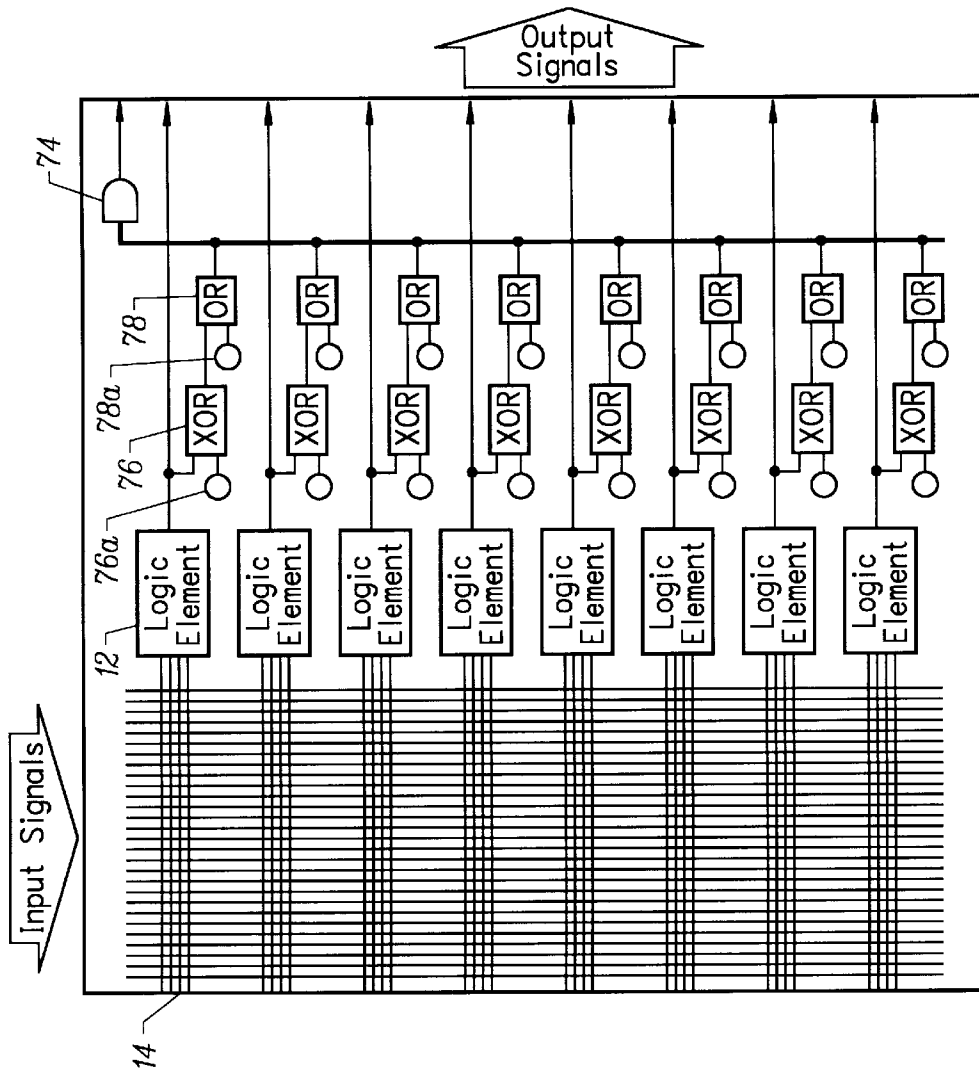 Input Signals
14
12
76a
76
78a
78
74
Output
Signals
Logic
Element
XOR
OR
Logic
Element
XOR
OR
Logic
Element
XOR
OR
Logic
Element
XOR
OR
Logic
Element
XOR
OR
Logic
Element
XOR
OR
Logic
Element
XOR
OR
Logic
Element
XOR
OR